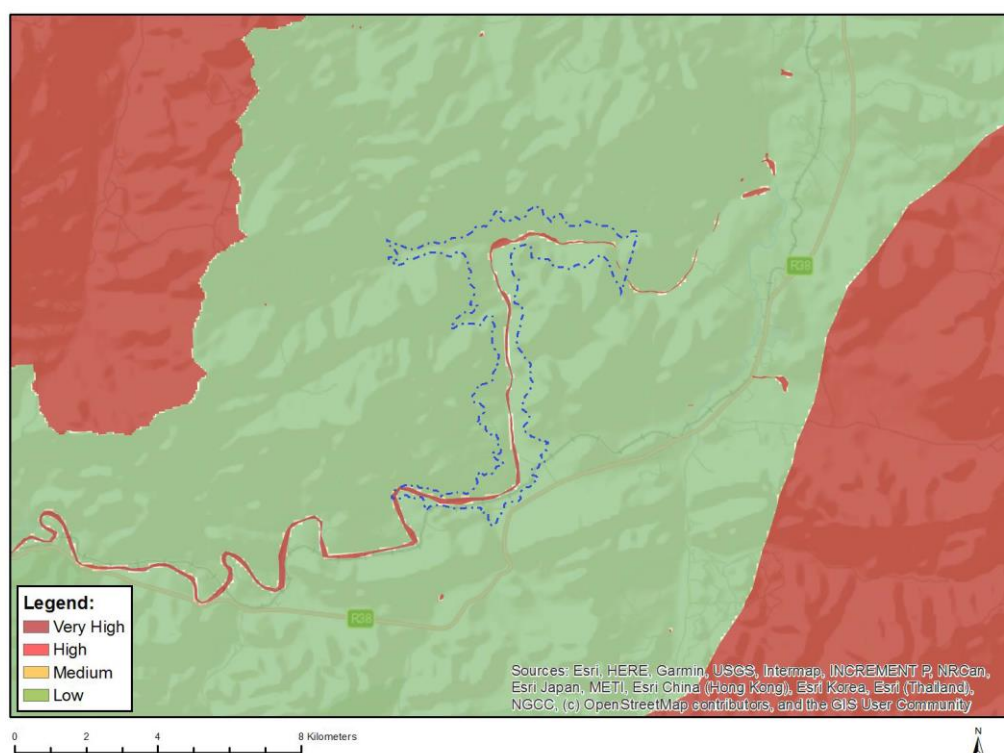 R38
R38
Legend:
Very High
High
Medium
Low
Sources: Esri, HERE, Garmin, USGS, Intermap, INCREMENT P, NRCan,
Esri Japan, METI, Esri China (Hong Kong), Esri Korea, Esri (Thailand),
NGCC, (c) OpenStreetMap contributors, and the GIS User Community
0 2 4 8 Kilometers
N